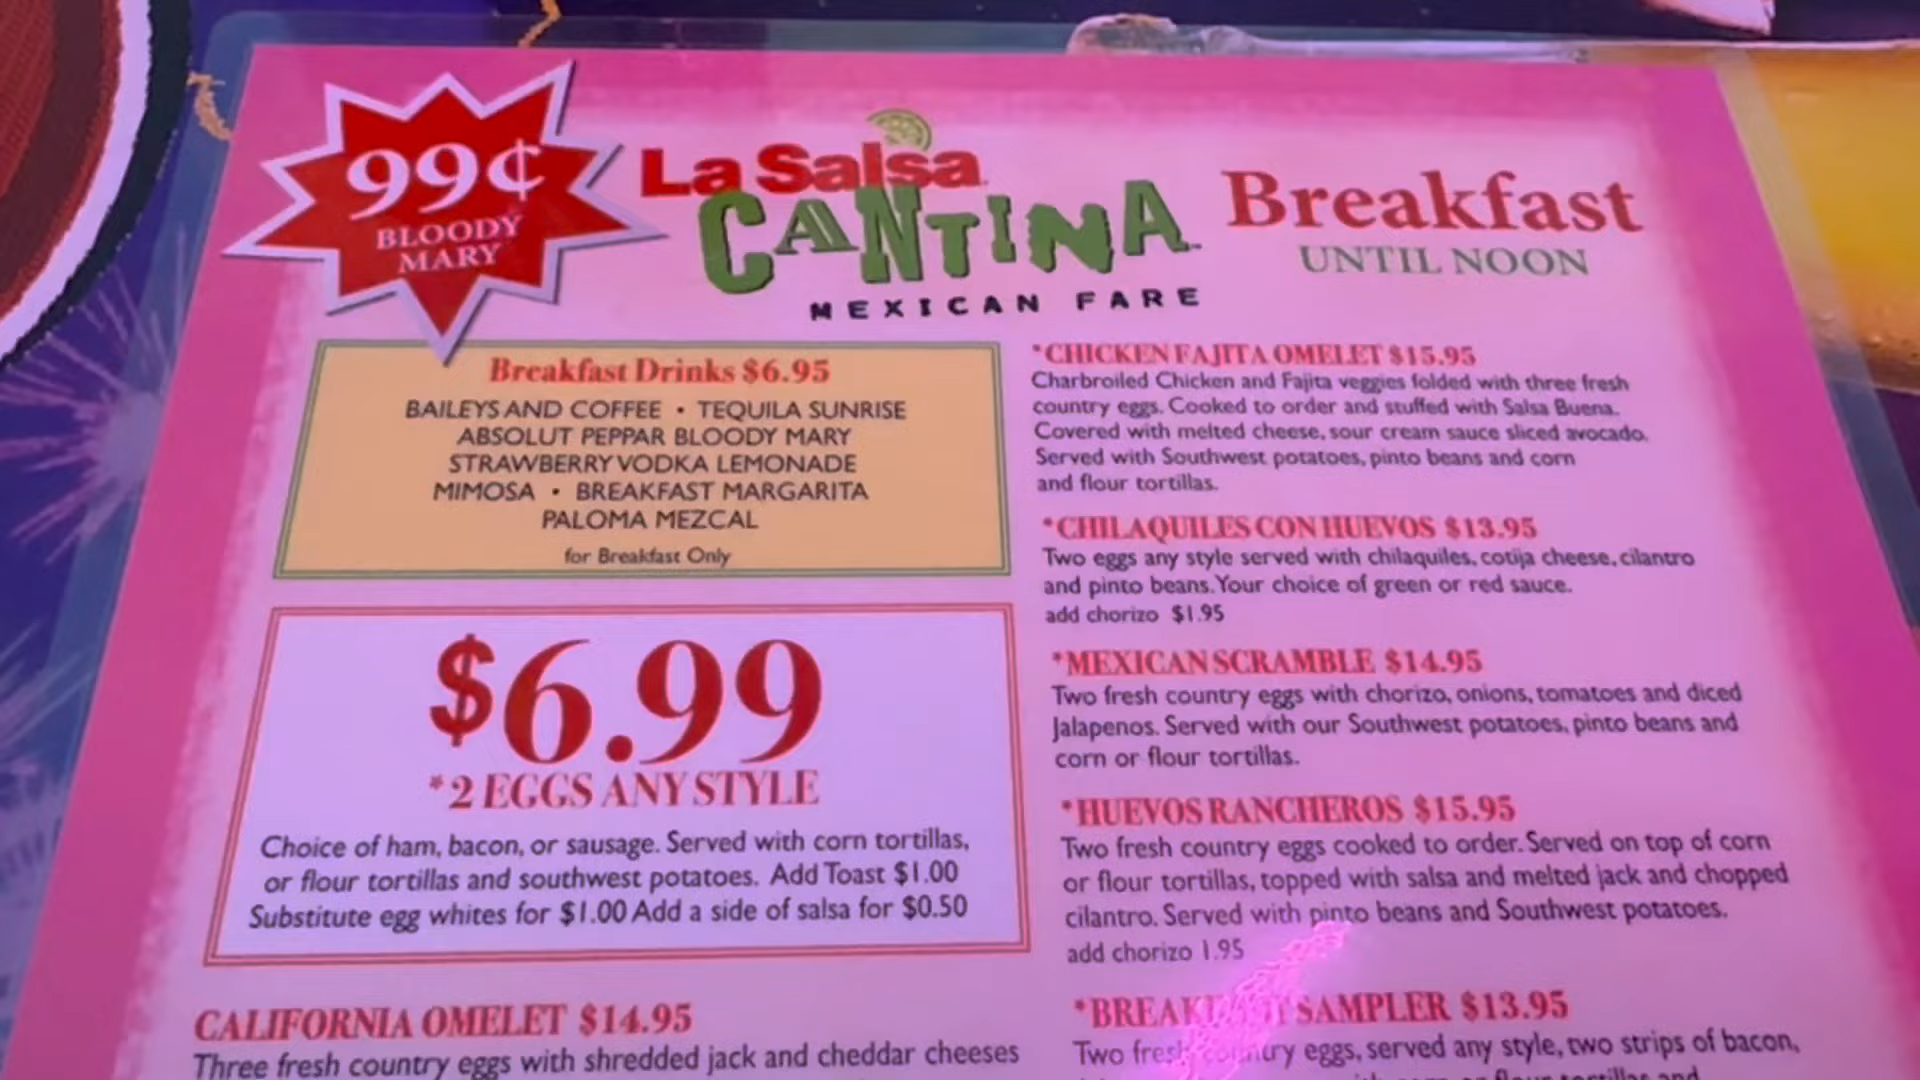 99¢
BLOODY
MARY
La Salsa
CANTINA
MEXICAN FARE
Breakfast
UNTIL NOON
Breakfast Drinks $6.95
BAILEYS AND COFFEE • TEQUILA SUNRISE
ABSOLUT PEPPAR BLOODY MARY
STRAWBERRY VODKA LEMONADE
MIMOSA • BREAKFAST MARGARITA
PALOMA MEZCAL
for Breakfast Only
$6.99
*2 EGGS ANY STYLE
Choice of ham, bacon, or sausage. Served with corn tortillas,
or flour tortillas and southwest potatoes. Add Toast $1.00
Substitute egg whites for $1.00 Add a side of salsa for $0.50
CALIFORNIA OMELET $14.95
Three fresh country eggs with shredded jack and cheddar cheeses
*CHICKEN FAJITA OMELET $15.95
Charbroiled Chicken and Fajita veggies folded with three fresh
country eggs. Cooked to order and stuffed with Salsa Buena.
Covered with melted cheese, sour cream sauce sliced avocado.
Served with Southwest potatoes, pinto beans and corn
and flour tortillas.
*CHILAQUILES CON HUEVOS $13.95
Two eggs any style served with chilaquiles, cotija cheese, cilantro
and pinto beans. Your choice of green or red sauce.
add chorizo $1.95
*MEXICAN SCRAMBLE $14.95
Two fresh country eggs with chorizo, onions, tomatoes and diced
Jalapenos. Served with our Southwest potatoes, pinto beans and
corn or flour tortillas.
*HUEVOS RANCHEROS $15.95
Two fresh country eggs cooked to order. Served on top of corn
or flour tortillas, topped with salsa and melted jack and chopped
cilantro. Served with pinto beans and Southwest potatoes.
add chorizo 1.95
*BREAKFAST SAMPLER $13.95
Two fresh country eggs, served any style, two strips of bacon,